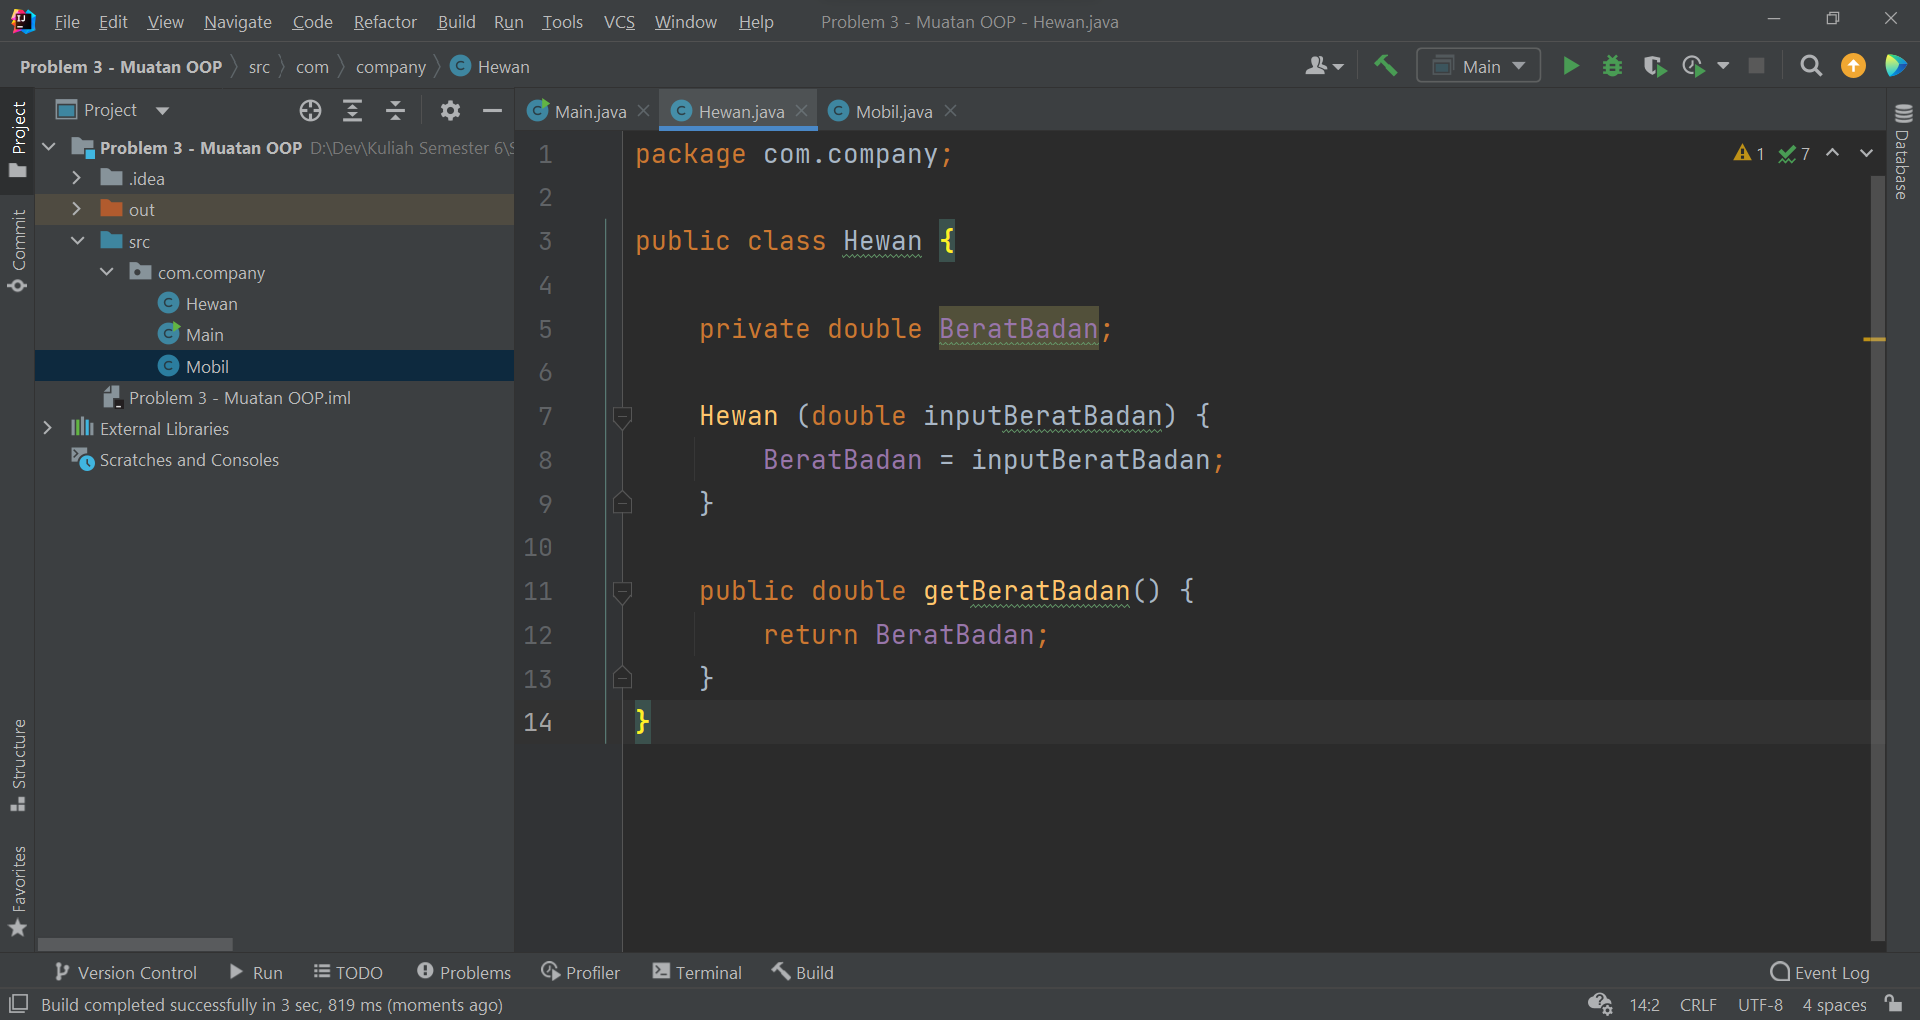 File Edit View Navigate Code Refactor Build Run Tools VCS Window Help Problem 3 - Muatan OOP - Hewan.java
Problem 3 - Muatan OOP src com company Hewan
Main
Project
Main.java
Hewan.java
Mobil.java
Problem 3 - Muatan OOP D:\Dev\Kuliah Semester 6\S
.idea
out
src
com.company
Hewan
Main
Mobil
Problem 3 - Muatan OOP.iml
External Libraries
Scratches and Consoles
Project
Commit
Structure
Favorites
1 package com.company;
2
3 public class Hewan {
4
5 private double BeratBadan;
6
7 Hewan (double inputBeratBadan) {
8 BeratBadan = inputBeratBadan;
9 }
10
11 public double getBeratBadan() {
12 return BeratBadan;
13 }
14 }
1 7
Database
Version Control Run TODO Problems Profiler Terminal Build Event Log
Build completed successfully in 3 sec, 819 ms (moments ago) 14:2 CRLF UTF-8 4 spaces